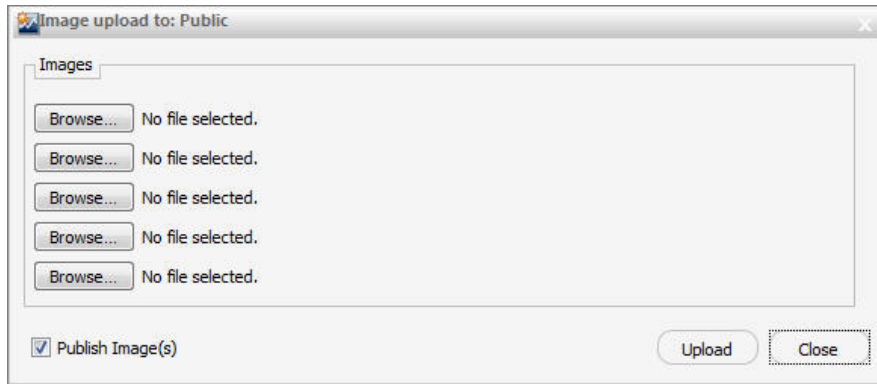 Image upload to: Public
Images
Browse... No file selected.
Browse... No file selected.
Browse... No file selected.
Browse... No file selected.
Browse... No file selected.
Publish Image(s) Upload Close